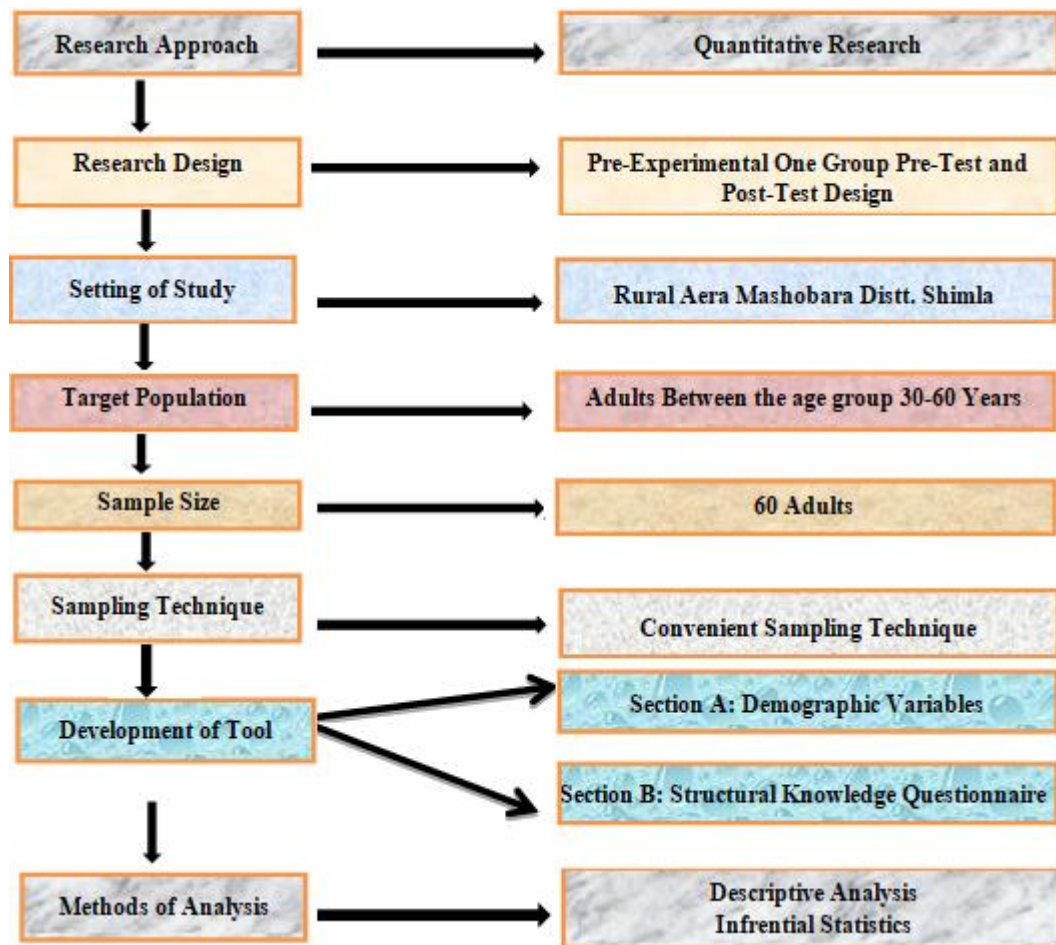 Research Approach
Quantitative Research
Research Design
Pre-Experimental One Group Pre-Test and
Post-Test Design
Setting of Study
Rural Aera Mashobara Distt. Shimla
Target Population
Adults Between the age group 30-60 Years
Sample Size
60 Adults
Sampling Technique
Convenient Sampling Technique
Development of Tool
Section A: Demographic Variables
Section B: Structural Knowledge Questionnaire
Methods of Analysis
Descriptive Analysis
Infrential Statistics